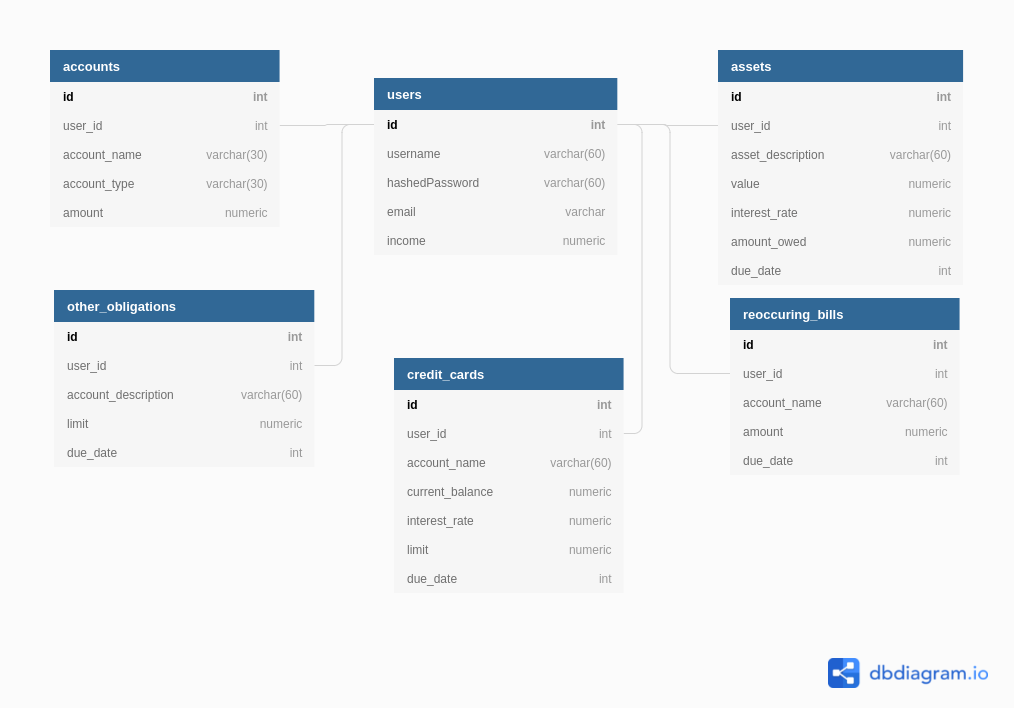 accounts
id int
user_id int
account_name varchar(30)
account_type varchar(30)
amount numeric
users
id int
username varchar(60)
hashedPassword varchar(60)
email varchar
income numeric
assets
id int
user_id int
asset_description varchar(60)
value numeric
interest_rate numeric
amount_owed numeric
due_date int
other_obligations
id int
user_id int
account_description varchar(60)
limit numeric
due_date int
credit_cards
id int
user_id int
account_name varchar(60)
current_balance numeric
interest_rate numeric
limit numeric
due_date int
reoccuring_bills
id int
user_id int
account_name varchar(60)
amount numeric
due_date int
dbdiagram.io